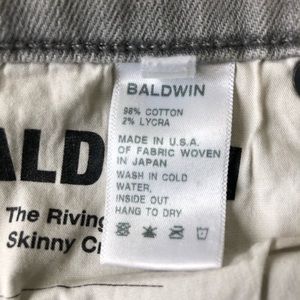 BALDWIN
98% COTTON
2% LYCRA
MADE IN U.S.A.
OF FABRIC WOVEN
IN JAPAN
WASH IN COLD
WATER,
INSIDE OUT
HANG TO DRY
ALD
The Riving
Skinny C